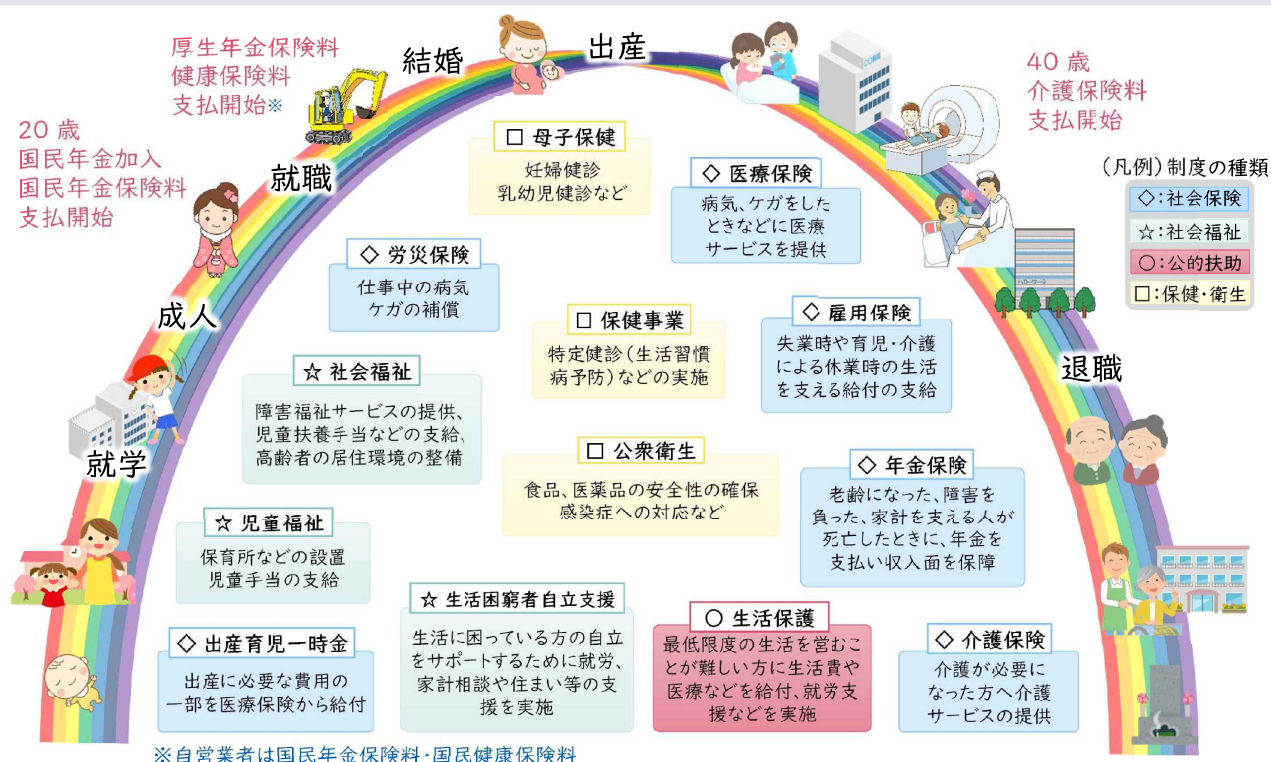 厚生年金保険料
健康保険料
支払開始※
結婚
出産
40歳
介護保険料
支払開始
20歳
国民年金加入
国民年金保険料
支払開始
就職
成人
就学
退職
(凡例)制度の種類
◇:社会保険
☆:社会福祉
○:公的扶助
□:保健・衛生
□ 母子保健
妊婦健診
乳幼児健診など
◇ 医療保険
病気、ケガをした
ときなどに医療
サービスを提供
◇ 労災保険
仕事中の病気
ケガの補償
□ 保健事業
特定健診(生活習慣
病予防)などの実施
◇ 雇用保険
失業時や育児・介護
による休業時の生活
を支える給付の支給
☆ 社会福祉
障害福祉サービスの提供、
児童扶養手当などの支給、
高齢者の居住環境の整備
□ 公衆衛生
食品、医薬品の安全性の確保
感染症への対応など
◇ 年金保険
老齢になった、障害を
負った、家計を支える人が
死亡したときに、年金を
支払い収入面を保障
☆ 児童福祉
保育所などの設置
児童手当の支給
☆ 生活困窮者自立支援
生活に困っている方の自立
をサポートするために就労、
家計相談や住まい等の支
援を実施
○ 生活保護
最低限度の生活を営むこ
とが難しい方に生活費や
医療などを給付、就労支
援などを実施
◇ 介護保険
介護が必要に
なった方へ介護
サービスの提供
◇ 出産育児一時金
出産に必要な費用の
一部を医療保険から給付
※自営業者は国民年金保険料・国民健康保険料